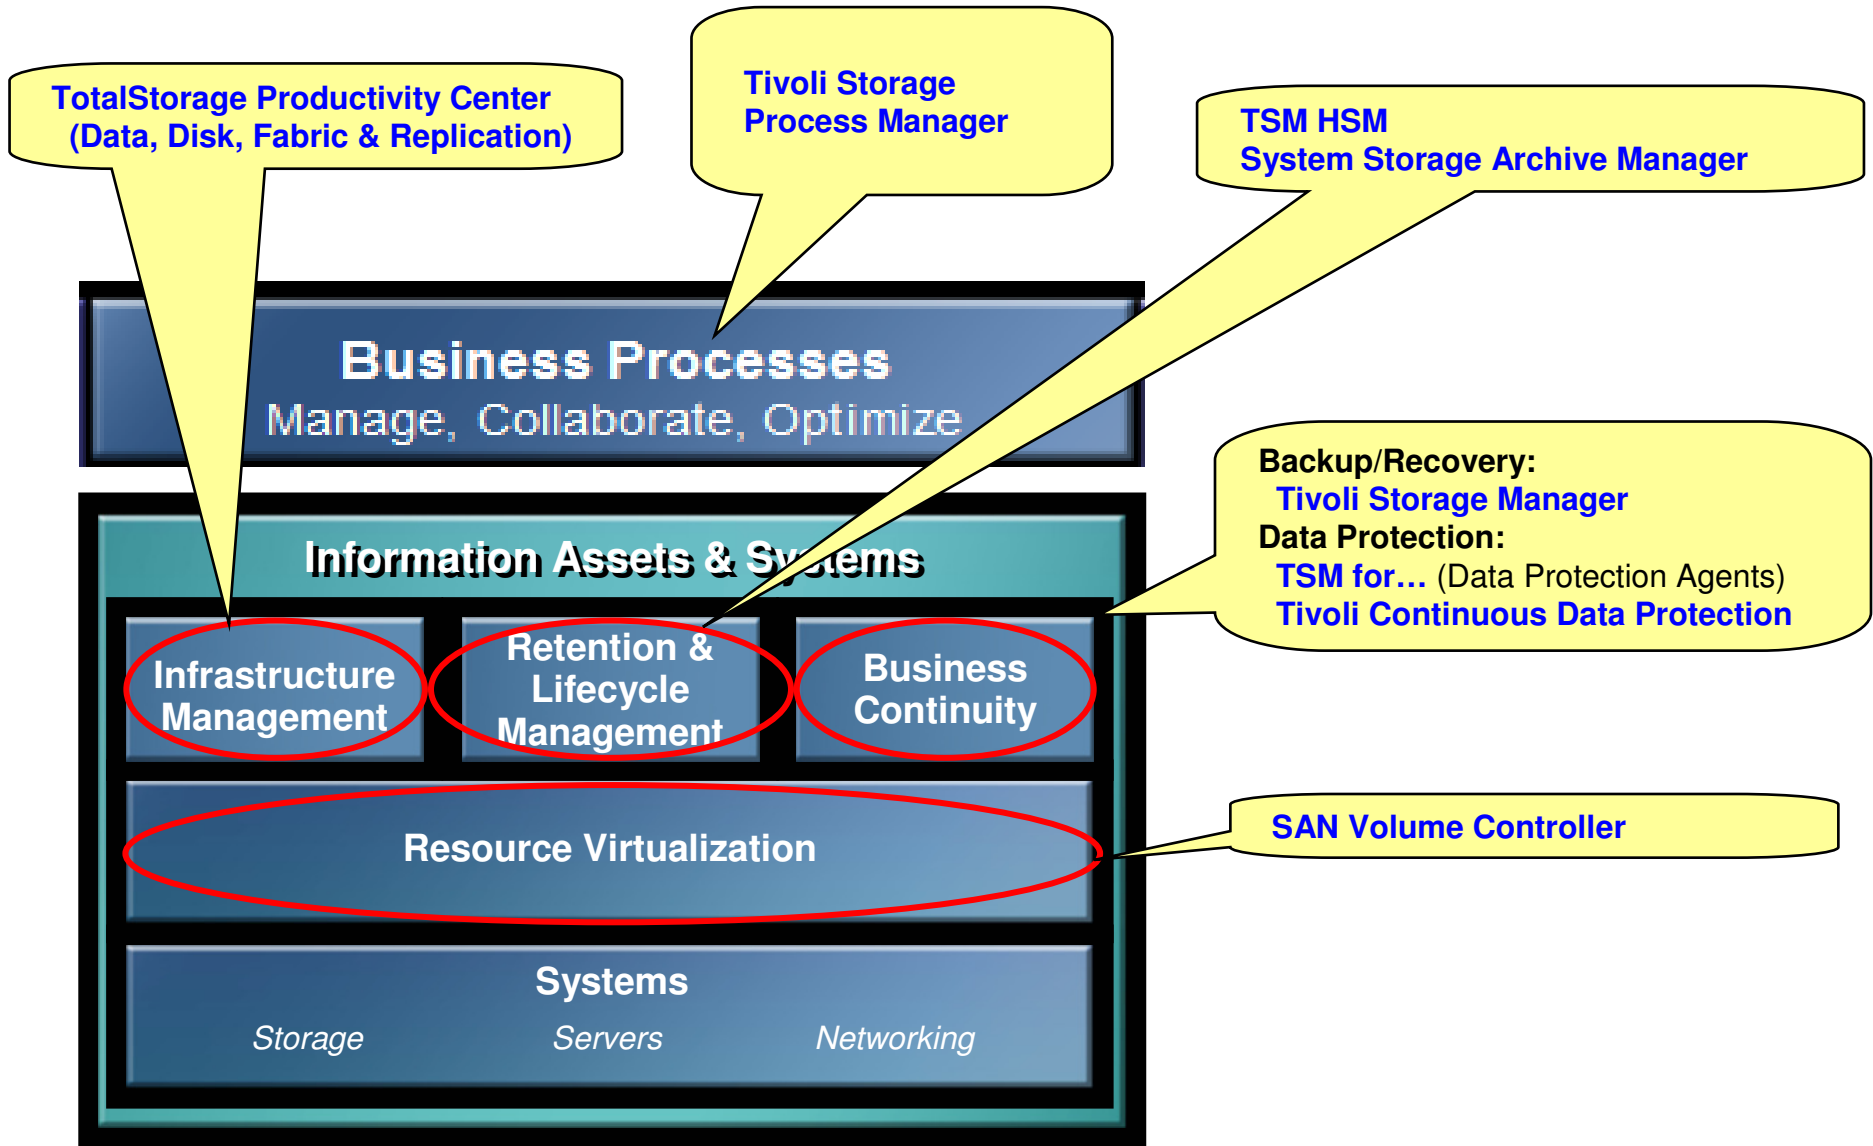 TotalStorage Productivity Center
(Data, Disk, Fabric & Replication)
Tivoli Storage
Process Manager
TSM HSM
System Storage Archive Manager
Business Processes
Manage, Collaborate, Optimize
Backup/Recovery:
Tivoli Storage Manager
Data Protection:
TSM for… (Data Protection Agents)
Tivoli Continuous Data Protection
Information Assets & Systems
Infrastructure
Management
Retention &
Lifecycle
Management
Business
Continuity
Resource Virtualization
SAN Volume Controller
Systems
Storage Servers Networking